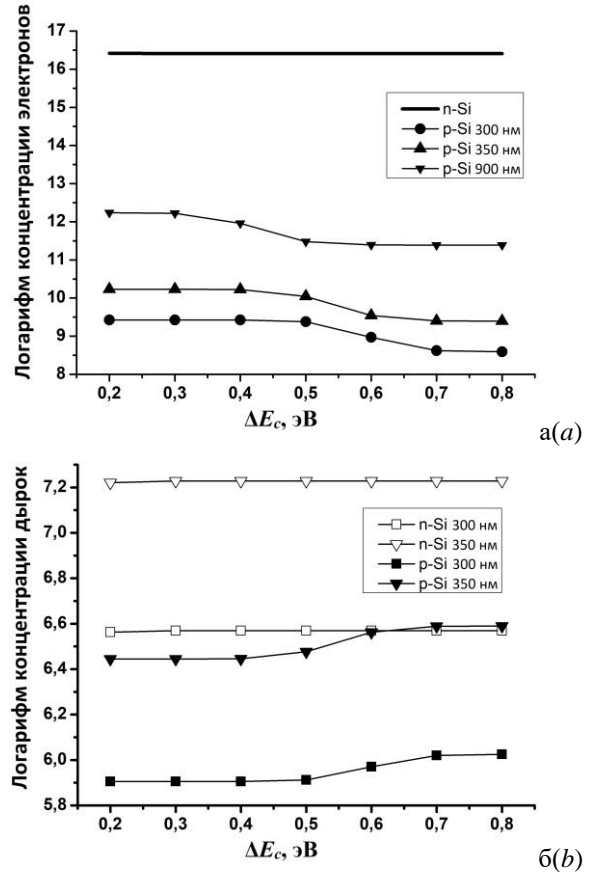 Логарифм концентрации электронов
17
16
15
14
13
12
11
10
9
8
n-Si
p-Si 300 нм
p-Si 350 нм
p-Si 900 нм
0,2 0,3 0,4 0,5 0,6 0,7 0,8
ΔEc, эВ
а(a)
Логарифм концентрации дырок
7,2
7,0
6,8
6,6
6,4
6,2
6,0
5,8
n-Si 300 нм
n-Si 350 нм
p-Si 300 нм
p-Si 350 нм
0,2 0,3 0,4 0,5 0,6 0,7 0,8
ΔEc, эВ
б(b)